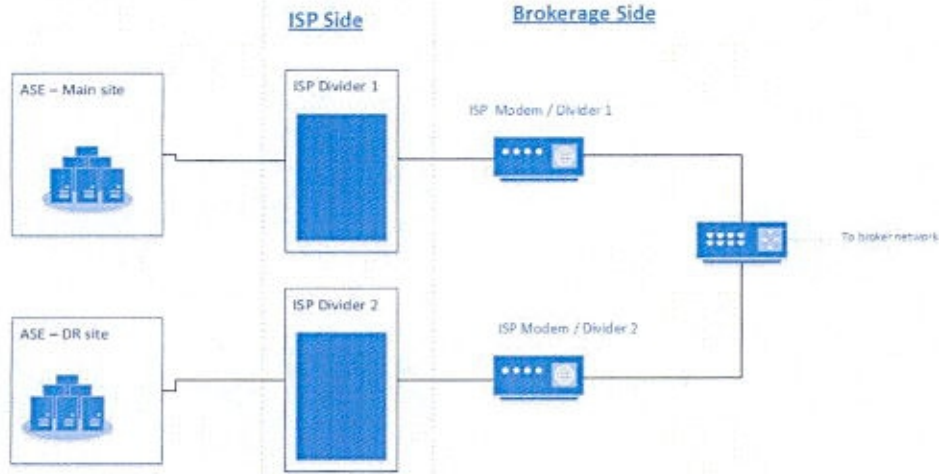 ISP Side
Brokerage Side
ASE – Main site
ISP Divider 1
ISP Modem / Divider 1
To broker network
ISP Divider 2
ASE – DR site
ISP Modem / Divider 2